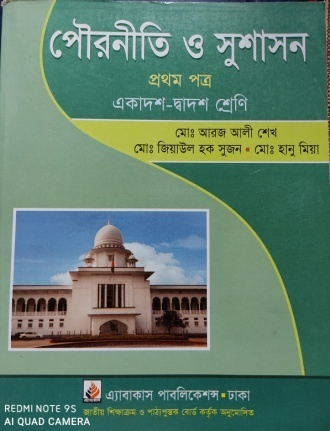 পৌরনীতি ও সুশাসন
প্রথম পত্র
একাদশ-দ্বাদশ শ্রেণি
মোঃ আরজ আলী শেখ
মোঃ জিয়াউল হক সুজন ▪ মোঃ হানু মিয়া
এ্যাবাকাস পাবলিকেশন্স ▪ ঢাকা
জাতীয় শিক্ষাক্রম ও পাঠ্যপুস্তক বোর্ড কর্তৃক অনুমোদিত
REDMI NOTE 9S
AI QUAD CAMERA